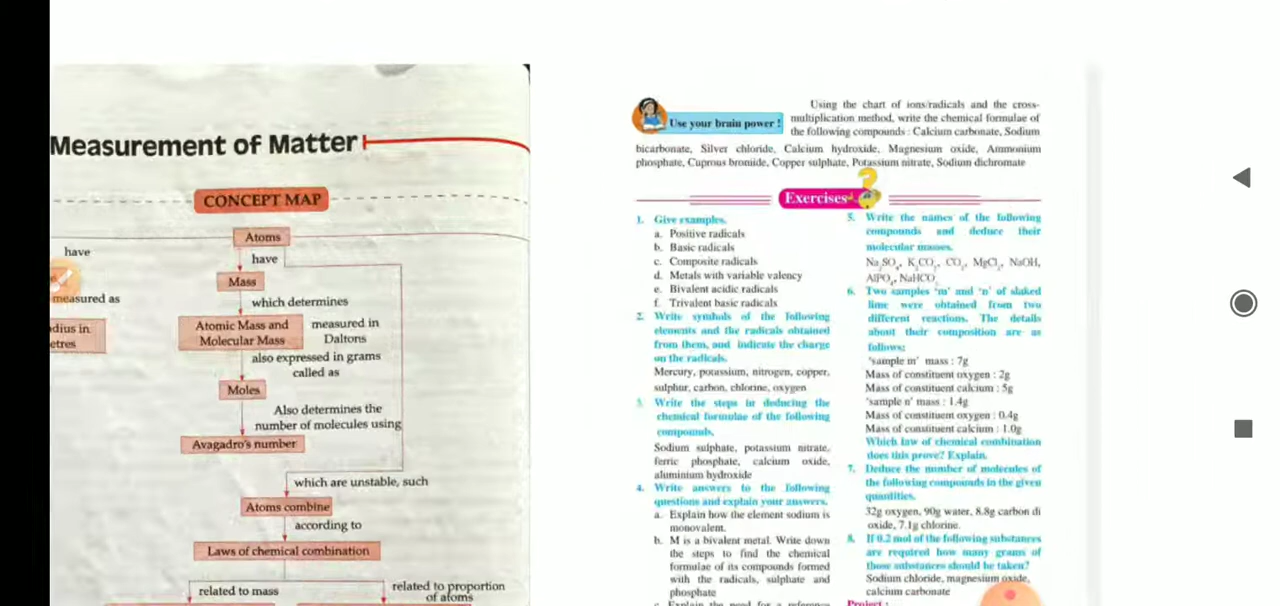 Measurement of Matter
CONCEPT MAP
Atoms
have
have
Mass
measured as
which determines
dius in
etres
Atomic Mass and
Molecular Mass
measured in
Daltons
also expressed in grams
called as
Moles
Also determines the
number of molecules using
Avagadro's number
which are unstable, such
Atoms combine
according to
Laws of chemical combination
related to mass
related to proportion
of atoms
Use your brain power !
Using the chart of ions/radicals and the cross-
multiplication method, write the chemical formulae of
the following compounds : Calcium carbonate, Sodium
bicarbonate, Silver chloride, Calcium hydroxide, Magnesium oxide, Ammonium
phosphate, Cuprous bromide, Copper sulphate, Potassium nitrate, Sodium dichromate
Exercises
1. Give examples.
a. Positive radicals
b. Basic radicals
c. Composite radicals
d. Metals with variable valency
e. Bivalent acidic radicals
f. Trivalent basic radicals
2. Write symbols of the following
elements and the radicals obtained
from them, and indicate the charge
on the radicals.
Mercury, potassium, nitrogen, copper,
sulphur, carbon, chlorine, oxygen
3. Write the steps in deducing the
chemical formulae of the following
compounds.
Sodium sulphate, potassium nitrate,
ferric phosphate, calcium oxide,
aluminium hydroxide
4. Write answers to the following
questions and explain your answers.
a. Explain how the element sodium is
monovalent.
b. M is a bivalent metal. Write down
the steps to find the chemical
formulae of its compounds formed
with the radicals, sulphate and
phosphate
c. Explain the need for a reference
5. Write the names of the following
compounds and deduce their
molecular masses.
Na₂SO₄, K₂CO₃, CO₂, MgCl₂, NaOH,
AlPO₄, NaHCO₃
6. Two samples 'm' and 'n' of slaked
lime were obtained from two
different reactions. The details
about their composition are as
follows:
'sample m' mass : 7g
Mass of constituent oxygen : 2g
Mass of constituent calcium : 5g
'sample n' mass : 1.4g
Mass of constituent oxygen : 0.4g
Mass of constituent calcium : 1.0g
Which law of chemical combination
does this prove? Explain.
7. Deduce the number of molecules of
the following compounds in the given
quantities.
32g oxygen, 90g water, 8.8g carbon di
oxide, 7.1g chlorine.
8. If 0.2 mol of the following substances
are required how many grams of
those substances should be taken?
Sodium chloride, magnesium oxide,
calcium carbonate
Project :